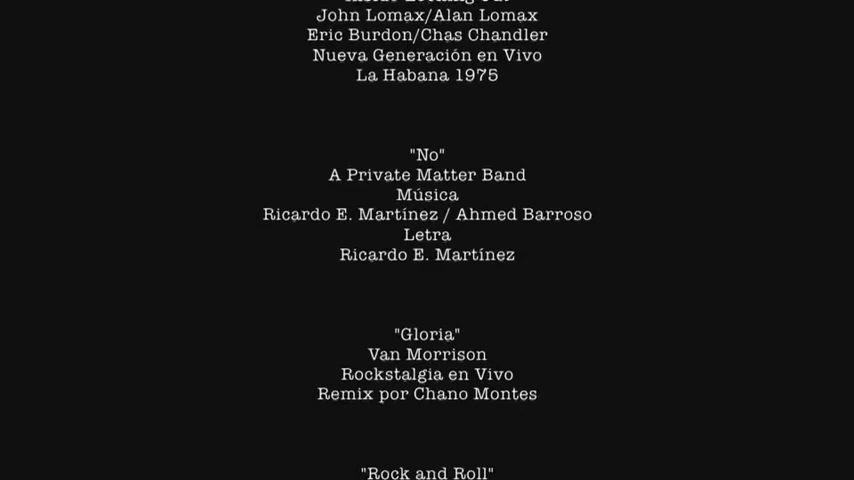 John Lomax/Alan Lomax
Eric Burdon/Chas Chandler
Nueva Generación en Vivo
La Habana 1975
"No"
A Private Matter Band
Música
Ricardo E. Martínez / Ahmed Barroso
Letra
Ricardo E. Martínez
"Gloria"
Van Morrison
Rockstalgia en Vivo
Remix por Chano Montes
"Rock and Roll"